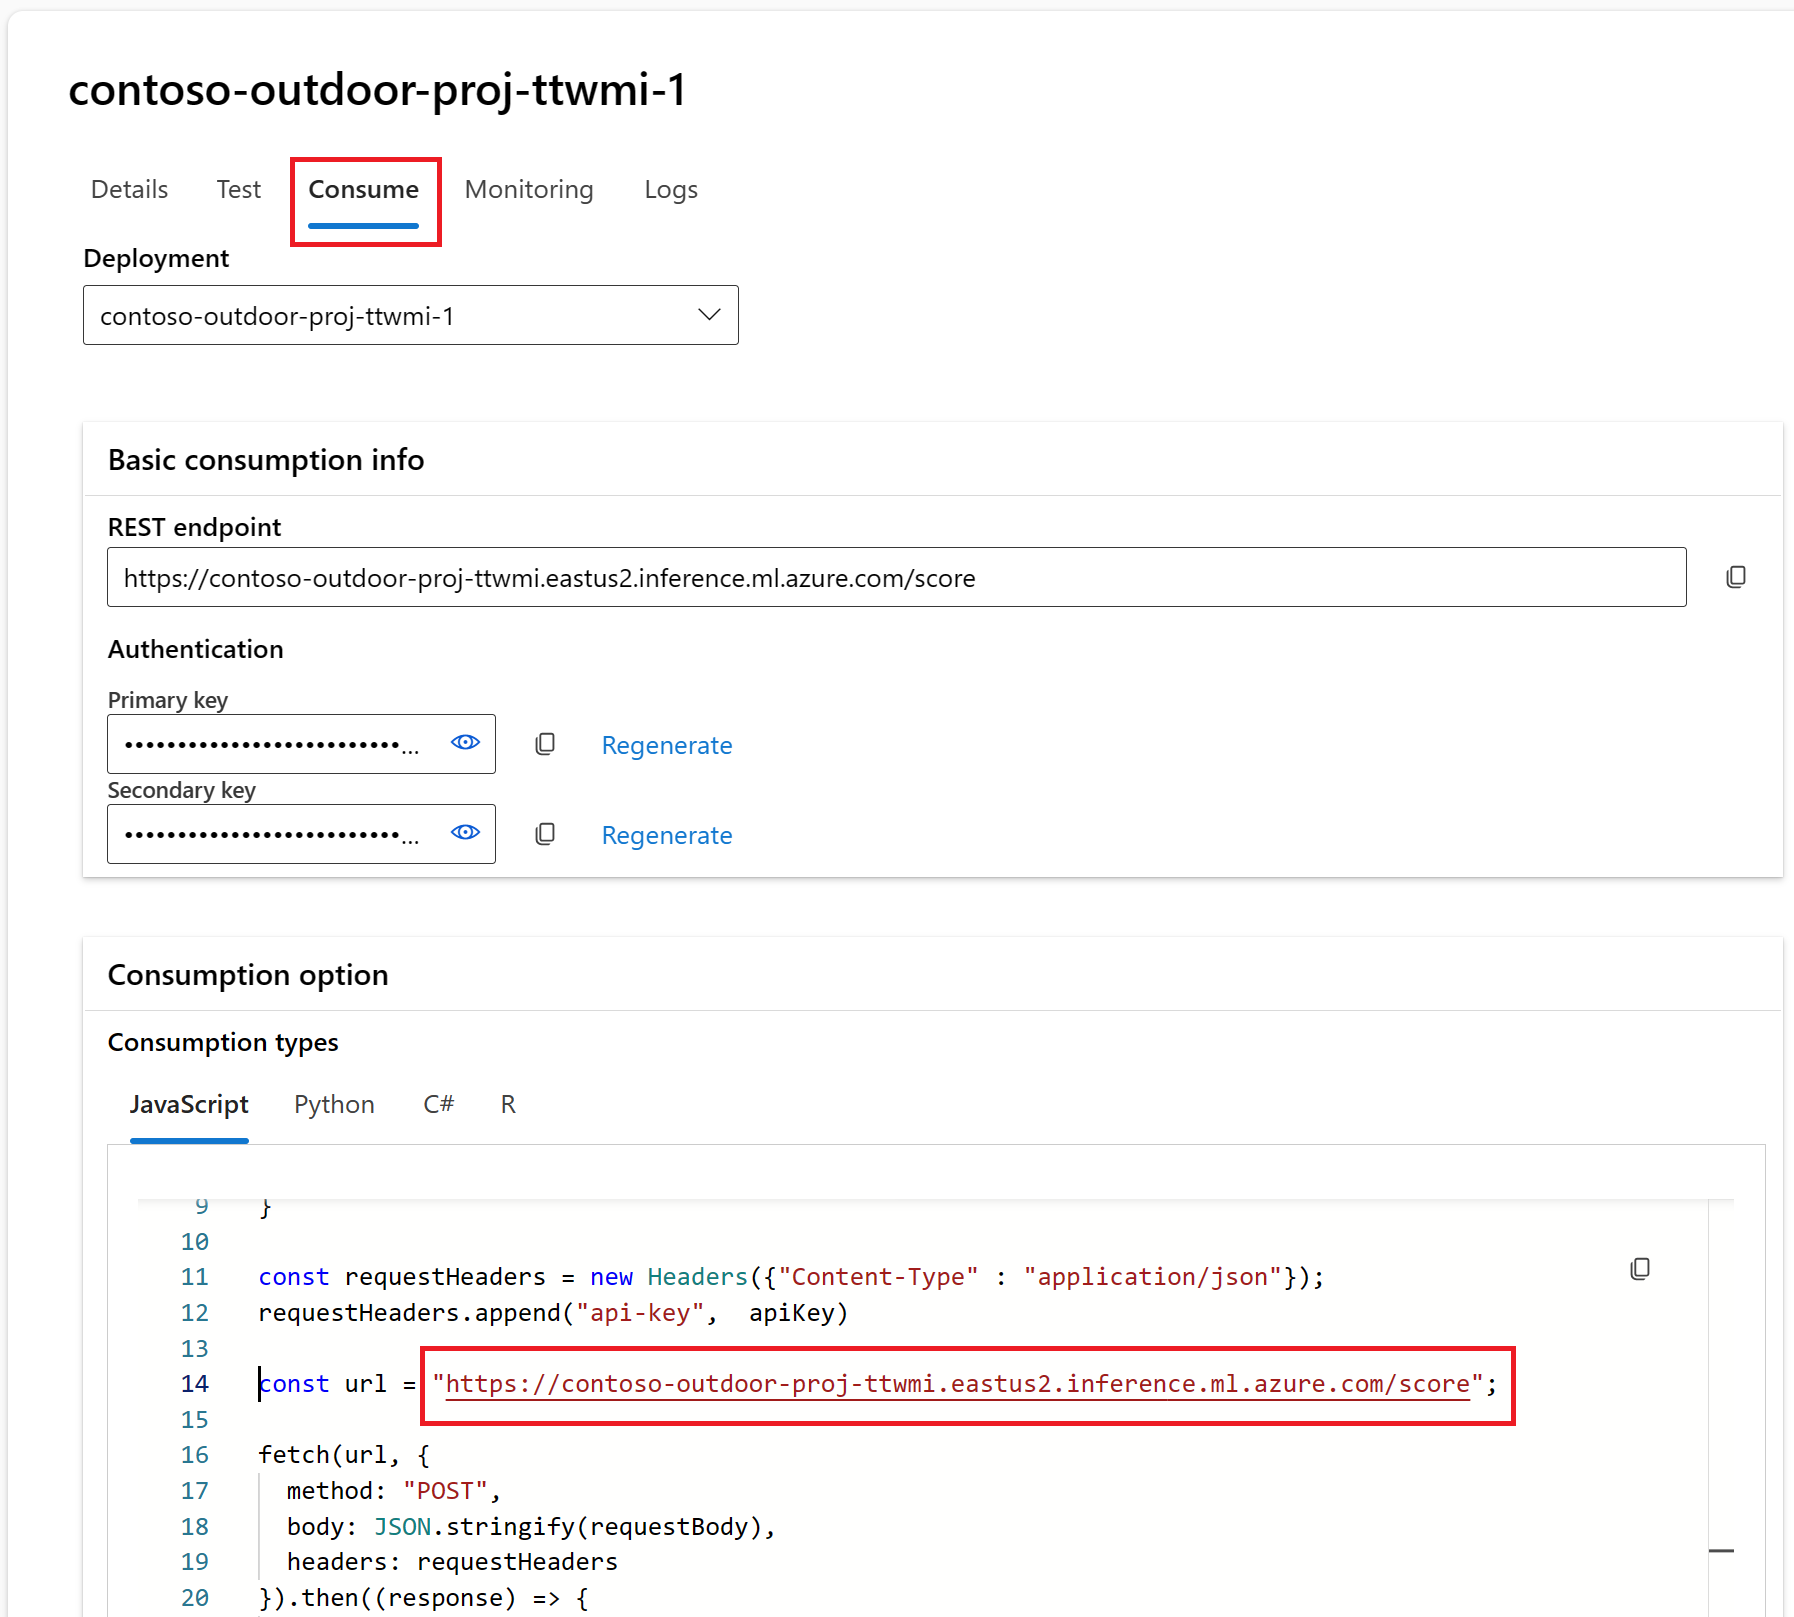 contoso-outdoor-proj-ttwmi-1
Details Test Consume Monitoring Logs
Deployment
contoso-outdoor-proj-ttwmi-1
Basic consumption info
REST endpoint
https://contoso-outdoor-proj-ttwmi.eastus2.inference.ml.azure.com/score
Authentication
Primary key
••••••••••••••••••••••••••... Regenerate
Secondary key
••••••••••••••••••••••••••... Regenerate
Consumption option
Consumption types
JavaScript Python C# R
9 }
10
11 const requestHeaders = new Headers({"Content-Type" : "application/json"});
12 requestHeaders.append("api-key",  apiKey)
13
14 const url = "https://contoso-outdoor-proj-ttwmi.eastus2.inference.ml.azure.com/score";
15
16 fetch(url, {
17   method: "POST",
18   body: JSON.stringify(requestBody),
19   headers: requestHeaders
20 }).then((response) => {